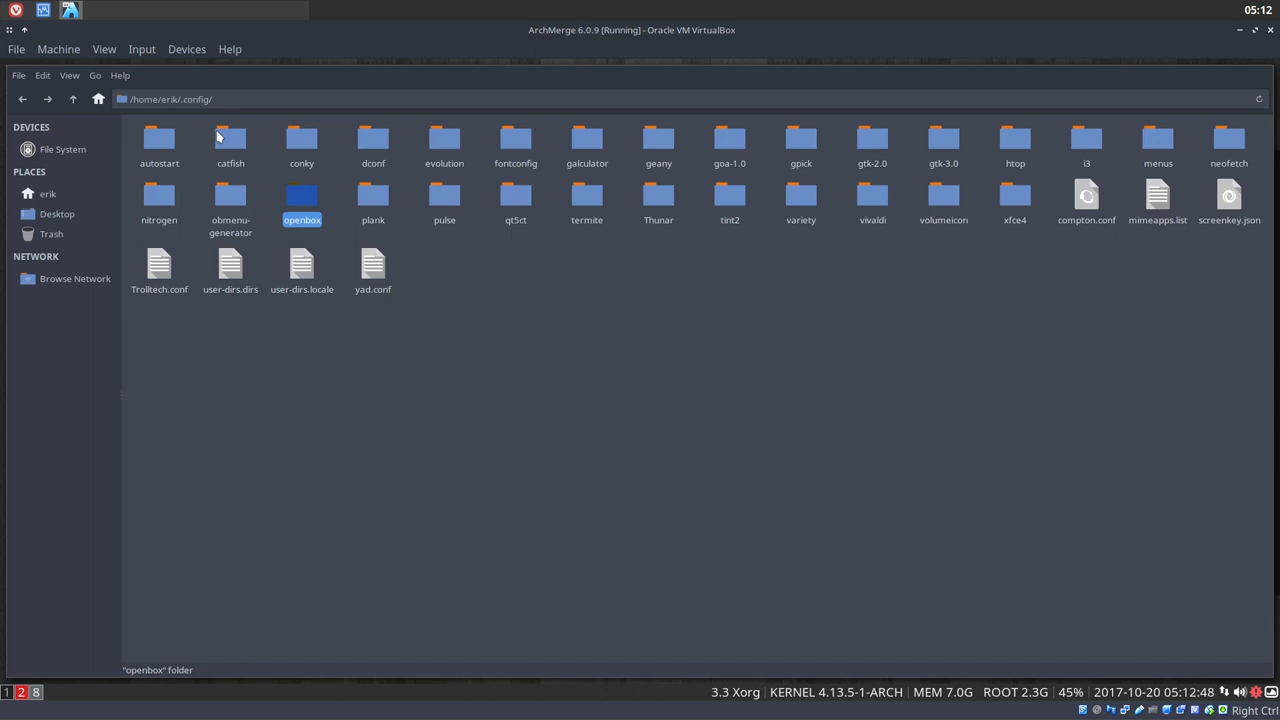 05:12
ArchMerge 6.0.9 [Running] - Oracle VM VirtualBox
File Machine View Input Devices Help
File Edit View Go Help
/home/erik/.config/
DEVICES
File System
PLACES
erik
Desktop
Trash
NETWORK
Browse Network
autostart catfish conky dconf evolution fontconfig galculator geany goa-1.0 gpick gtk-2.0 gtk-3.0 htop i3 menus neofetch
nitrogen obmenu-generator openbox plank pulse qt5ct termite Thunar tint2 variety vivaldi volumeicon xfce4 compton.conf mimeapps.list screenkey.json
Trolltech.conf user-dirs.dirs user-dirs.locale yad.conf
"openbox" folder
1 2 8
3.3 Xorg KERNEL 4.13.5-1-ARCH MEM 7.0G ROOT 2.3G 45% 2017-10-20 05:12:48
Right Ctrl